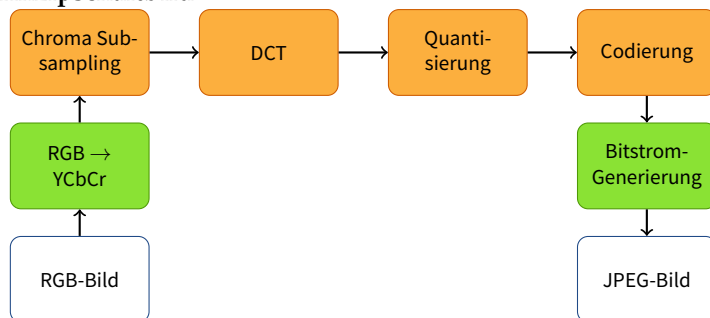 Chroma Sub-
sampling
DCT
Quanti-
sierung
Codierung
RGB →
YCbCr
Bitstrom-
Generierung
RGB-Bild
JPEG-Bild